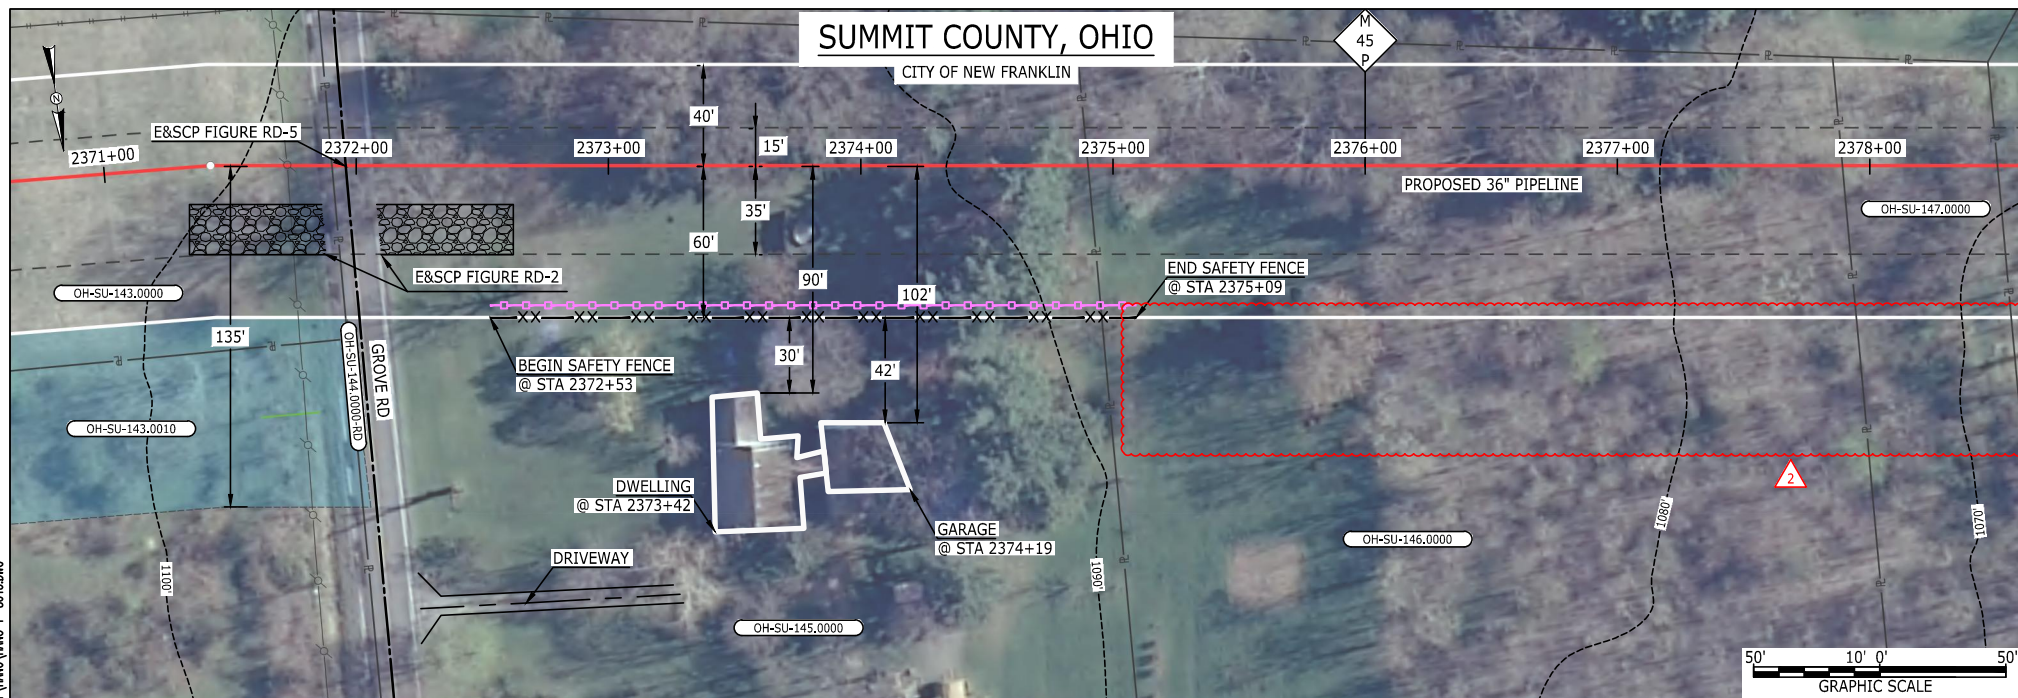 SUMMIT COUNTY, OHIO
CITY OF NEW FRANKLIN
M
45
P
N
E&SCP FIGURE RD-5
2371+00
2372+00
2373+00
2374+00
2375+00
2376+00
2377+00
2378+00
40'
15'
PROPOSED 36" PIPELINE
OH-SU-147.0000
35'
60'
90'
102'
E&SCP FIGURE RD-2
END SAFETY FENCE
@ STA 2375+09
OH-SU-143.0000
135'
OH-SU-144.0000-RD
GROVE RD
BEGIN SAFETY FENCE
@ STA 2372+53
30'
42'
OH-SU-143.0010
DWELLING
@ STA 2373+42
GARAGE
@ STA 2374+19
2
1080'
1070'
OH-SU-146.0000
DRIVEWAY
1100'
1090'
OH-SU-145.0000
50'
10'
0'
50'
GRAPHIC SCALE